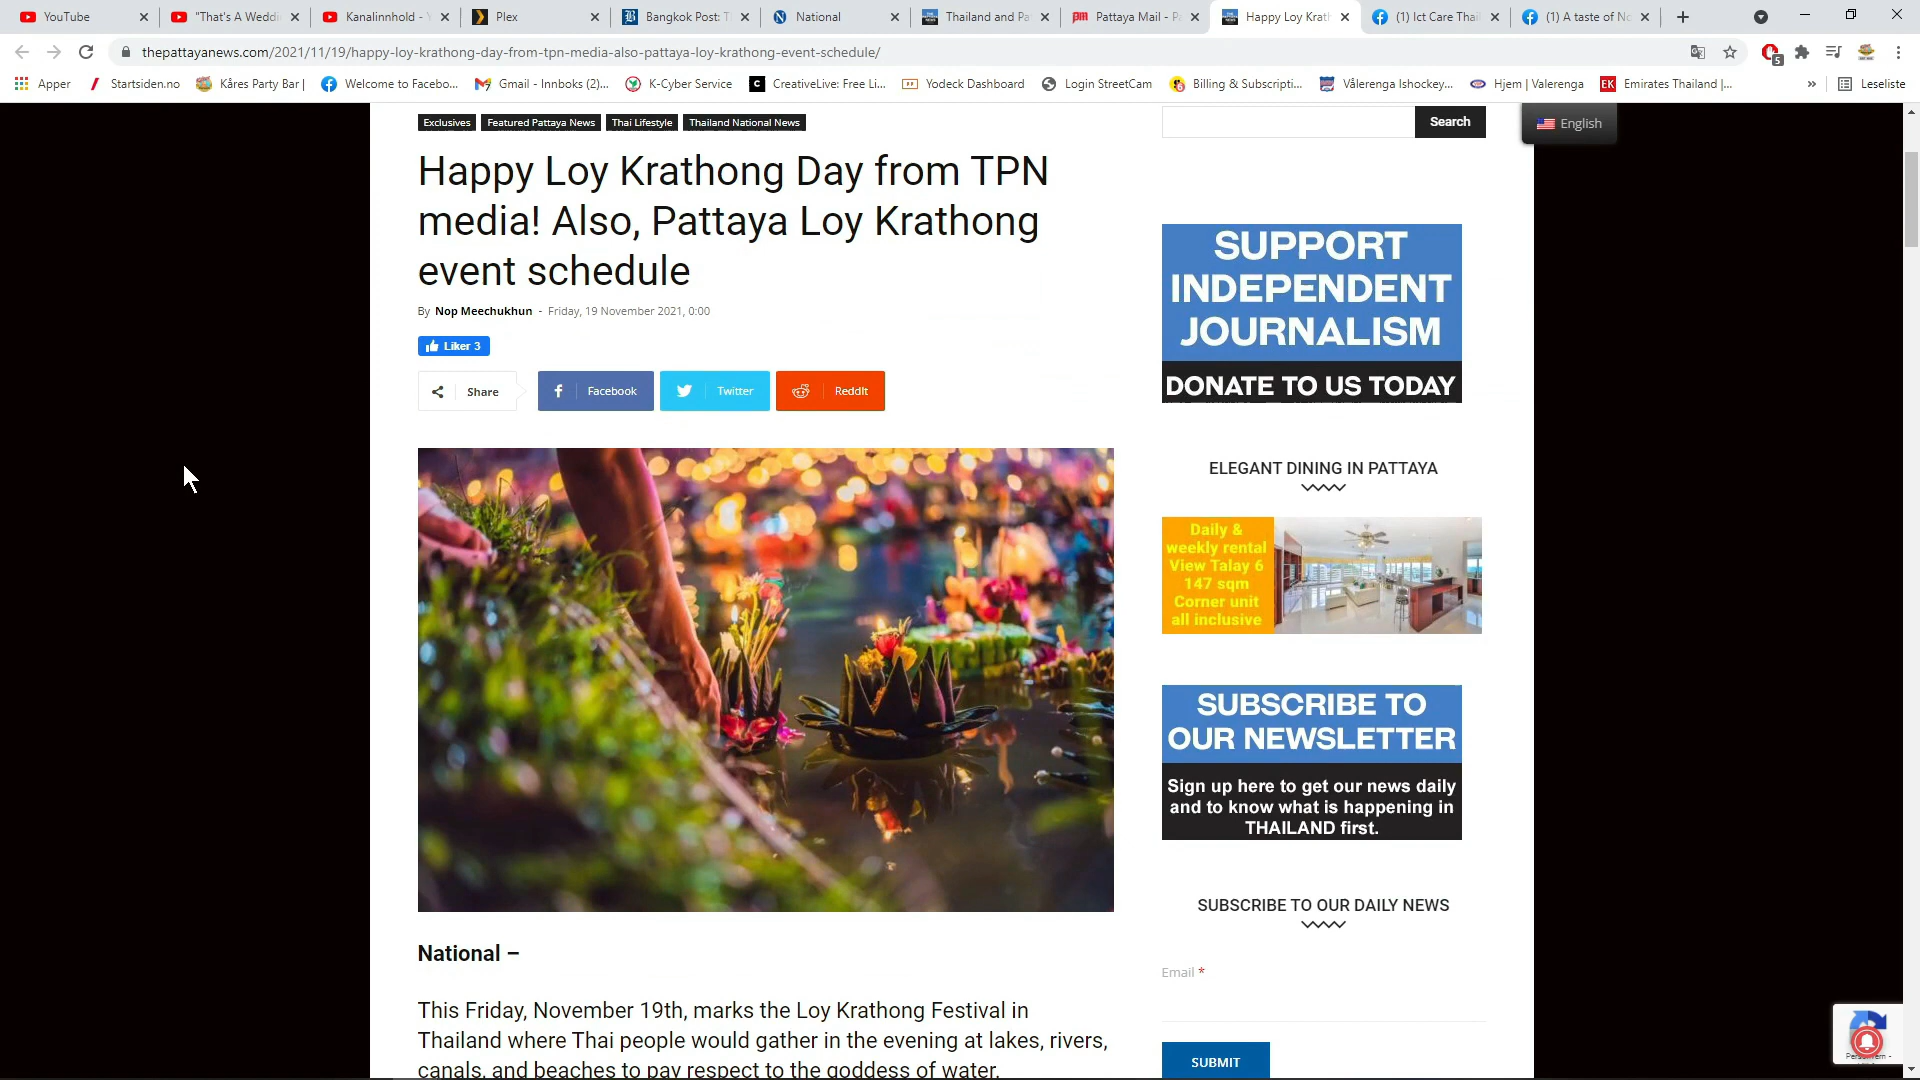 YouTube
"That's A Weddi
Kanalinnhold - Y
Plex
Bangkok Post: T
National
Thailand and Pa
Pattaya Mail - P
Happy Loy Krath
(1) Ict Care Thai
(1) A taste of No
thepattayanews.com/2021/11/19/happy-loy-krathong-day-from-tpn-media-also-pattaya-loy-krathong-event-schedule/
5
Apper
Startsiden.no
Kåres Party Bar |
Welcome to Facebo...
Gmail - Innboks (2)...
K-Cyber Service
CreativeLive: Free Li...
Yodeck Dashboard
Login StreetCam
Billing & Subscripti...
Vålerenga Ishockey...
Hjem | Valerenga
EK Emirates Thailand |...
»
Leseliste
Exclusives
Featured Pattaya News
Thai Lifestyle
Thailand National News
Search
English
Happy Loy Krathong Day from TPN
media! Also, Pattaya Loy Krathong
event schedule
By Nop Meechukhun - Friday, 19 November 2021, 0:00
Liker 3
Share
Facebook
Twitter
ReddIt
National –
This Friday, November 19th, marks the Loy Krathong Festival in
Thailand where Thai people would gather in the evening at lakes, rivers,
canals, and beaches to pay respect to the goddess of water.
SUPPORT
INDEPENDENT
JOURNALISM
DONATE TO US TODAY
ELEGANT DINING IN PATTAYA
Daily &
weekly rental
View Talay 6
147 sqm
Corner unit
all inclusive
SUBSCRIBE TO
OUR NEWSLETTER
Sign up here to get our news daily
and to know what is happening in
THAILAND first.
SUBSCRIBE TO OUR DAILY NEWS
Email *
SUBMIT